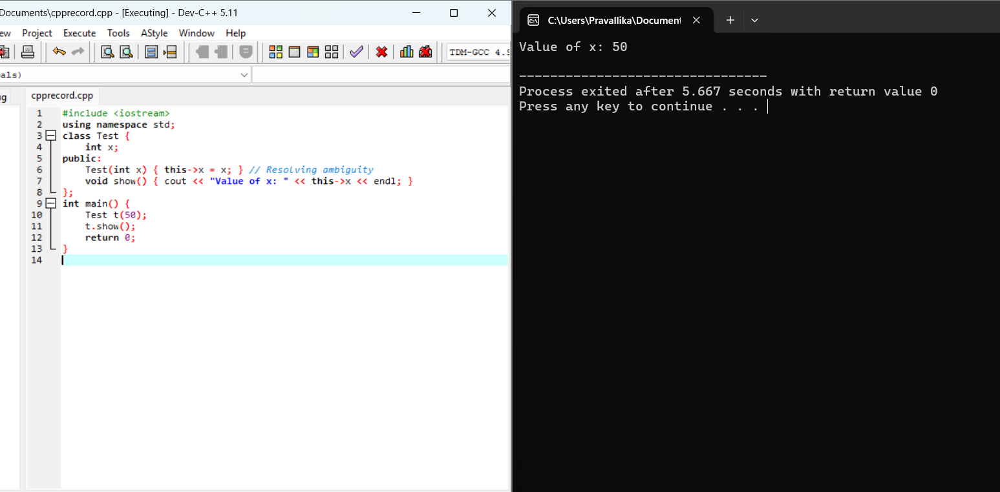 Documents\cpprecord.cpp - [Executing] - Dev-C++ 5.11
ew Project Execute Tools AStyle Window Help
TDM-GCC 4.9
als)
g cpprecord.cpp
1 #include <iostream>
2 using namespace std;
3 class Test {
4 int x;
5 public:
6 Test(int x) { this->x = x; } // Resolving ambiguity
7 void show() { cout << "Value of x: " << this->x << endl; }
8 };
9 int main() {
10 Test t(50);
11 t.show();
12 return 0;
13 }
14
C:\Users\Pravallika\Document
Value of x: 50
--------------------------------
Process exited after 5.667 seconds with return value 0
Press any key to continue . . .